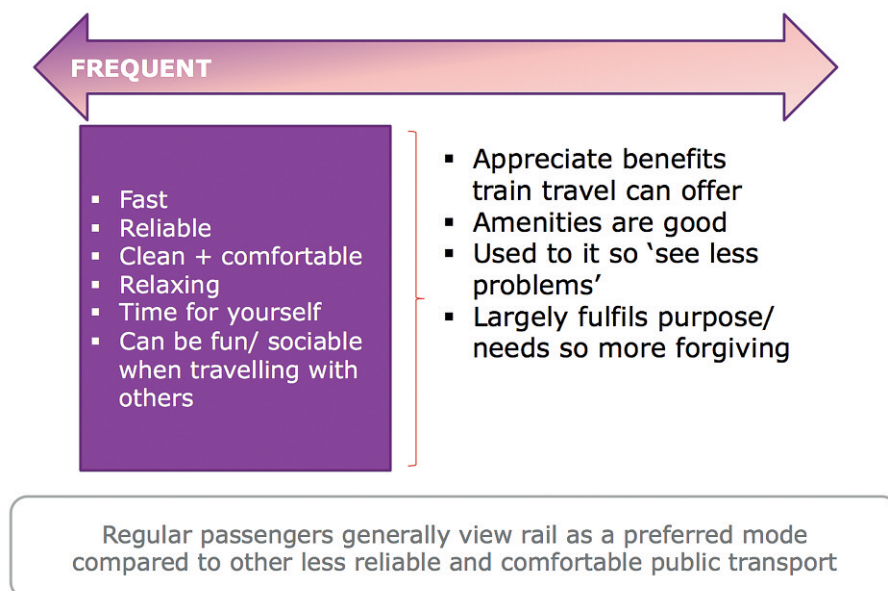 FREQUENT
▪ Fast
▪ Reliable
▪ Clean + comfortable
▪ Relaxing
▪ Time for yourself
▪ Can be fun/ sociable
when travelling with
others
▪ Appreciate benefits
train travel can offer
▪ Amenities are good
▪ Used to it so ‘see less
problems’
▪ Largely fulfils purpose/
needs so more forgiving
Regular passengers generally view rail as a preferred mode
compared to other less reliable and comfortable public transport